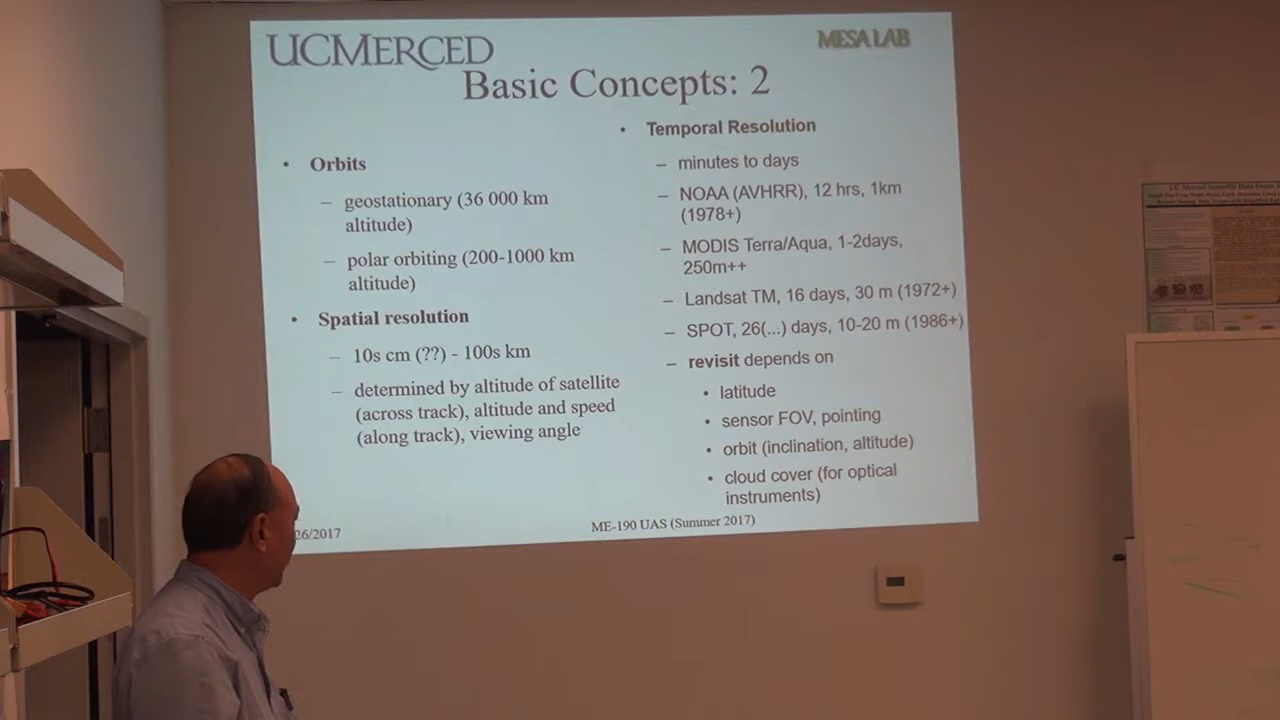 UCMERCED
MESA LAB
Basic Concepts: 2
• Orbits
– geostationary (36 000 km
altitude)
– polar orbiting (200-1000 km
altitude)
• Spatial resolution
– 10s cm (??) - 100s km
– determined by altitude of satellite
(across track), altitude and speed
(along track), viewing angle
• Temporal Resolution
– minutes to days
– NOAA (AVHRR), 12 hrs, 1km
(1978+)
– MODIS Terra/Aqua, 1-2days,
250m++
– Landsat TM, 16 days, 30 m (1972+)
– SPOT, 26(...) days, 10-20 m (1986+)
– revisit depends on
• latitude
• sensor FOV, pointing
• orbit (inclination, altitude)
• cloud cover (for optical
instruments)
26/2017
ME-190 UAS (Summer 2017)